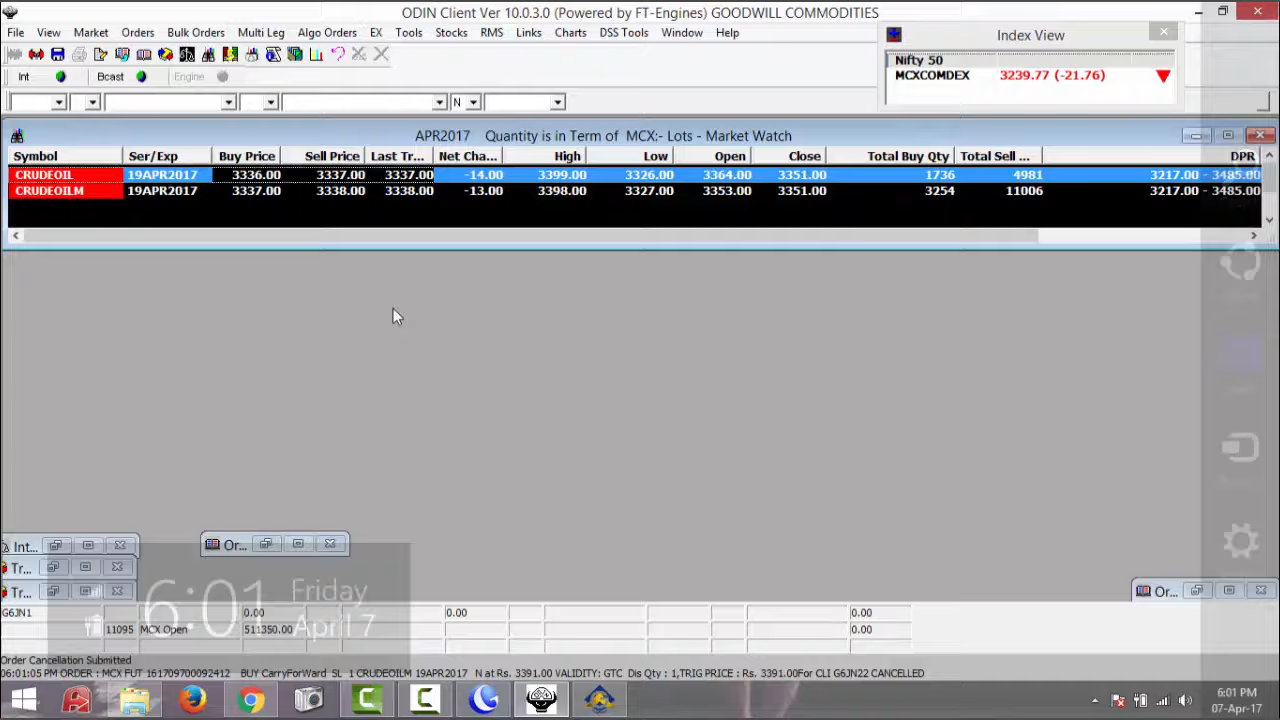 ODIN Client Ver 10.0.3.0 (Powered by FT-Engines) GOODWILL COMMODITIES
File View Market Orders Bulk Orders Multi Leg Algo Orders EX Tools Stocks RMS Links Charts DSS Tools Window Help
Index View
Nifty 50
MCXCOMDEX 3239.77 (-21.76)
Int Bcast Engine
N
APR2017 Quantity is in Term of MCX:- Lots - Market Watch
Symbol Ser/Exp Buy Price Sell Price Last Tr... Net Cha... High Low Open Close Total Buy Qty Total Sell ... DPR
CRUDEOIL 19APR2017 3336.00 3337.00 3337.00 -14.00 3399.00 3326.00 3364.00 3351.00 1736 4981 3217.00 - 3485.00
CRUDEOILM 19APR2017 3337.00 3338.00 3338.00 -13.00 3398.00 3327.00 3353.00 3351.00 3254 11006 3217.00 - 3485.00
Int... Or...
Tr...
Tr... Or...
6:01 Friday
April 7
G6JN1 0.00 0.00 0.00
11095 MCX Open 511350.00 0.00
Order Cancellation Submitted
06:01:05 PM ORDER : MCX FUT 161709700092412 BUY CarryForWard SL 1 CRUDEOILM 19APR2017 N at Rs. 3391.00 VALIDITY: GTC Dis Qty : 1,TRIG PRICE : Rs. 3391.00For CLI G6JN22 CANCELLED
6:01 PM
07-Apr-17